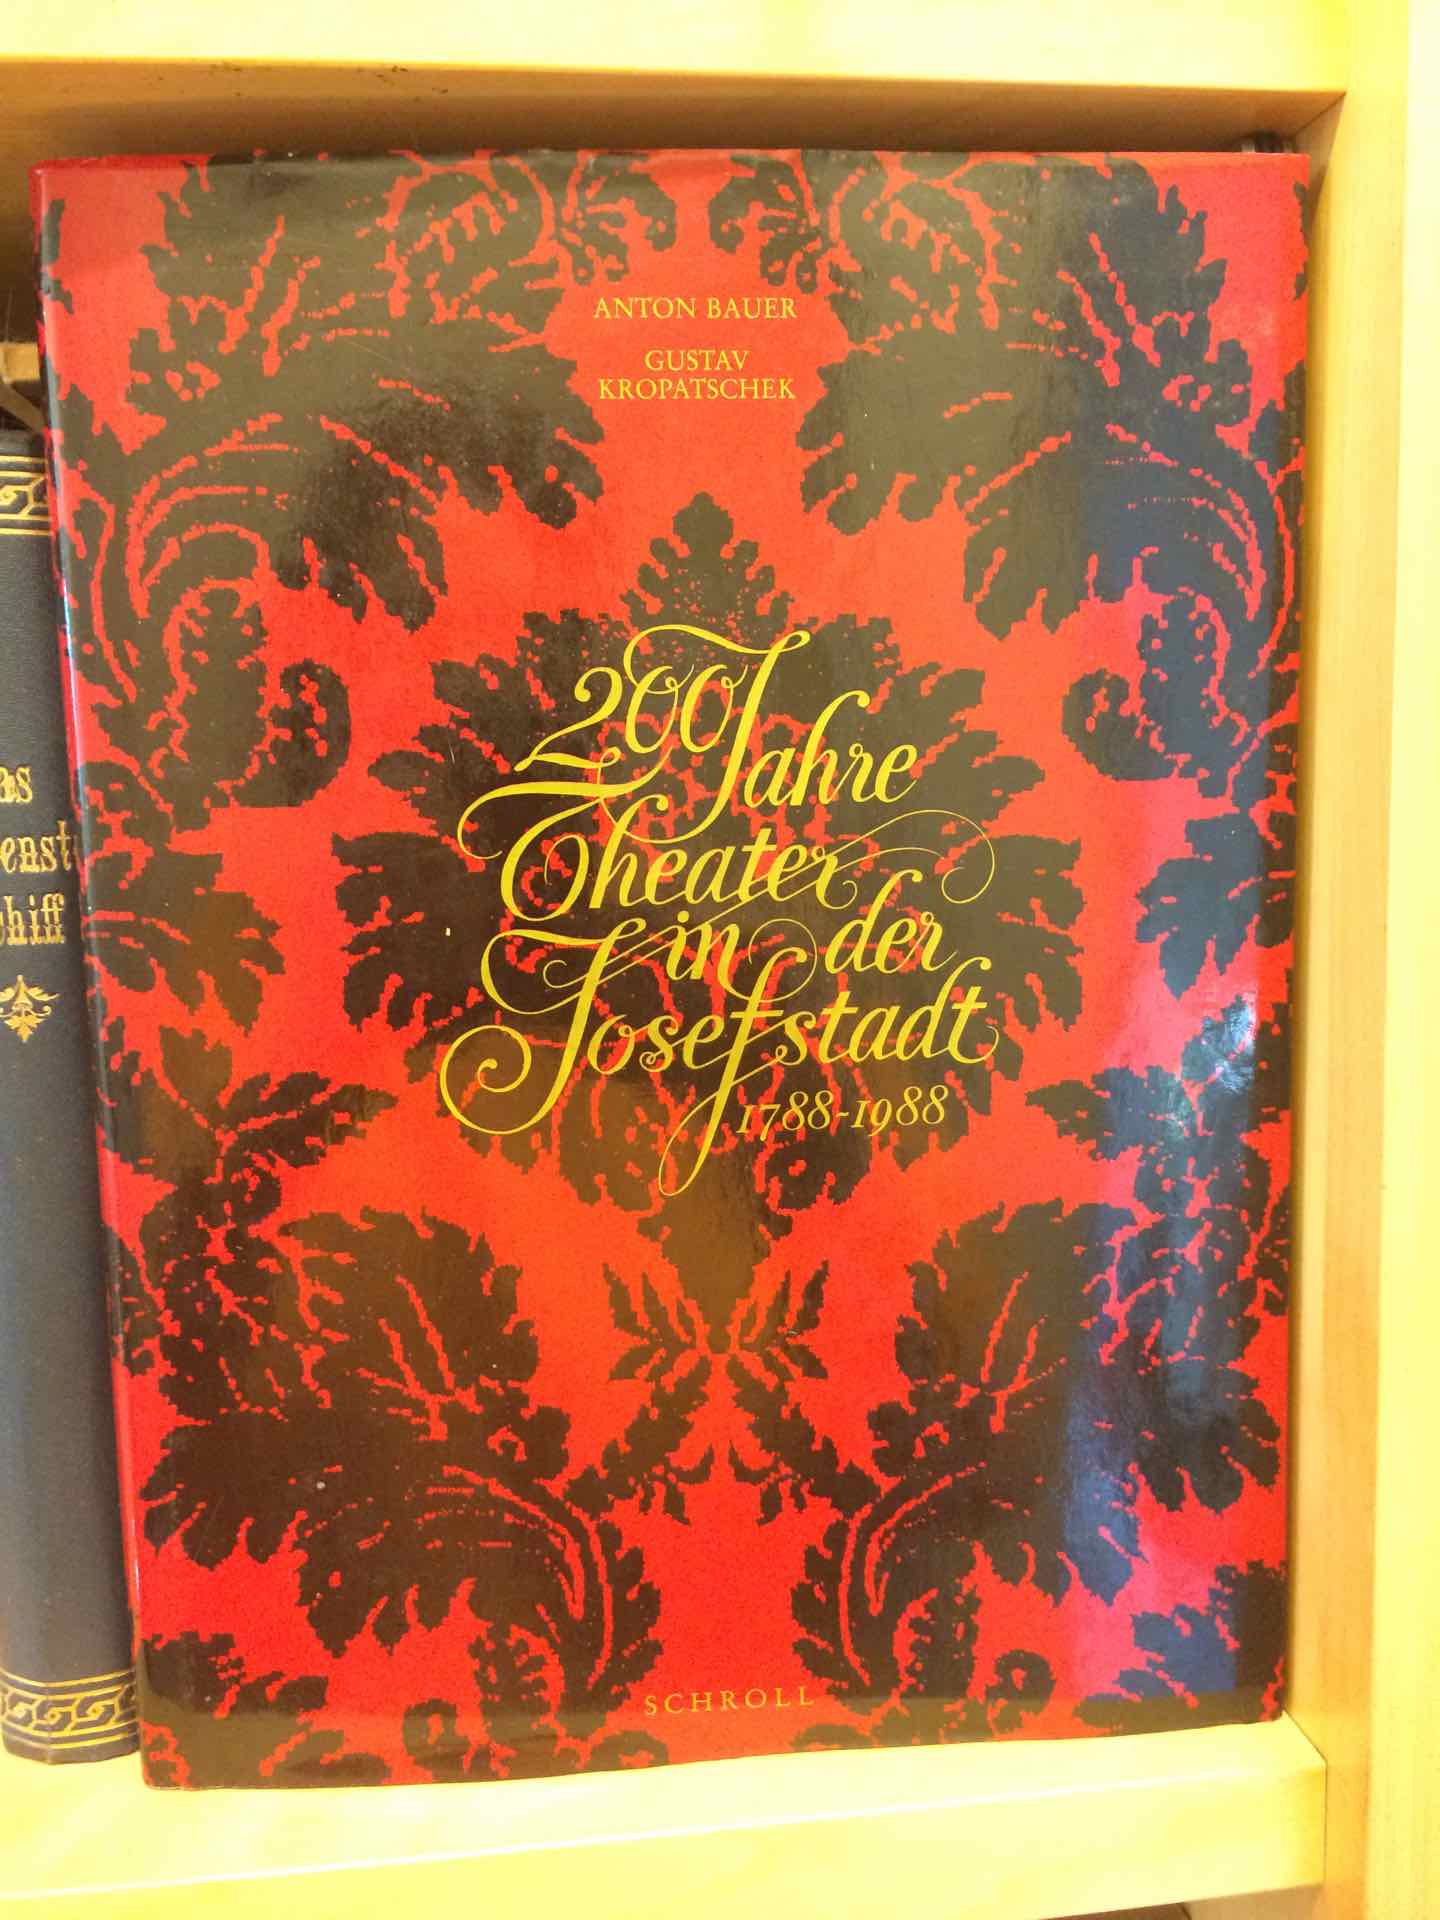 ANTON BAUER
GUSTAV
KROPATSCHEK
200 Jahre
Theater
in der
Josefstadt
1788-1988
SCHROLL